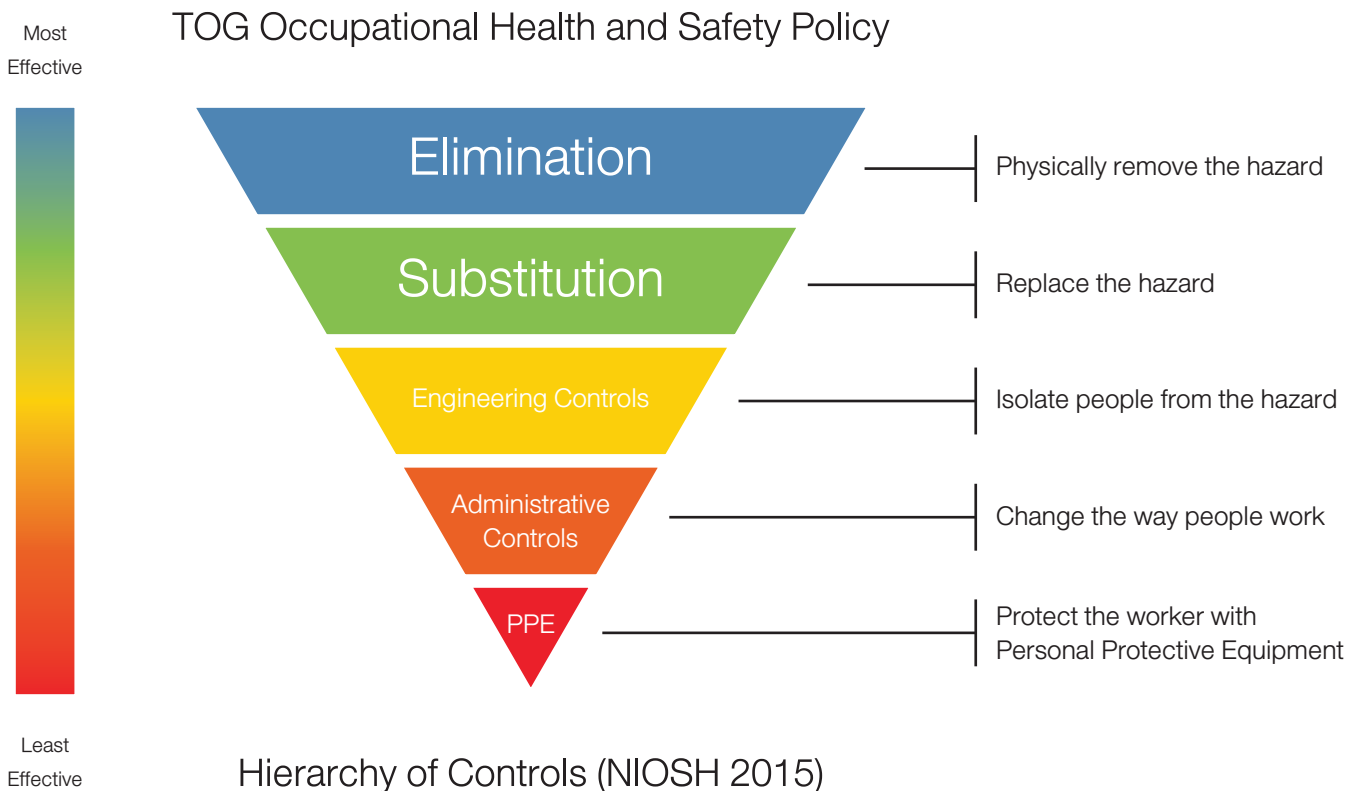 TOG Occupational Health and Safety Policy
Most
Effective
Elimination
Physically remove the hazard
Substitution
Replace the hazard
Engineering Controls
Isolate people from the hazard
Administrative
Controls
Change the way people work
PPE
Protect the worker with
Personal Protective Equipment
Least
Effective
Hierarchy of Controls (NIOSH 2015)